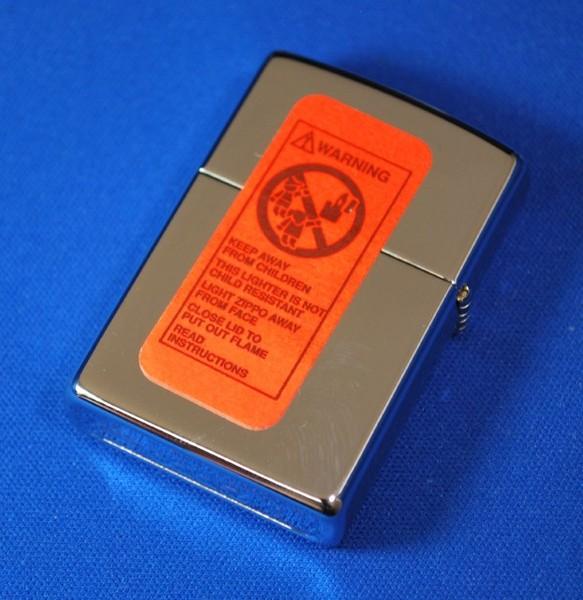 WARNING
KEEP AWAY
FROM CHILDREN
THIS LIGHTER IS NOT
CHILD RESISTANT
LIGHT ZIPPO AWAY
FROM FACE
CLOSE LID TO
PUT OUT FLAME
READ
INSTRUCTIONS